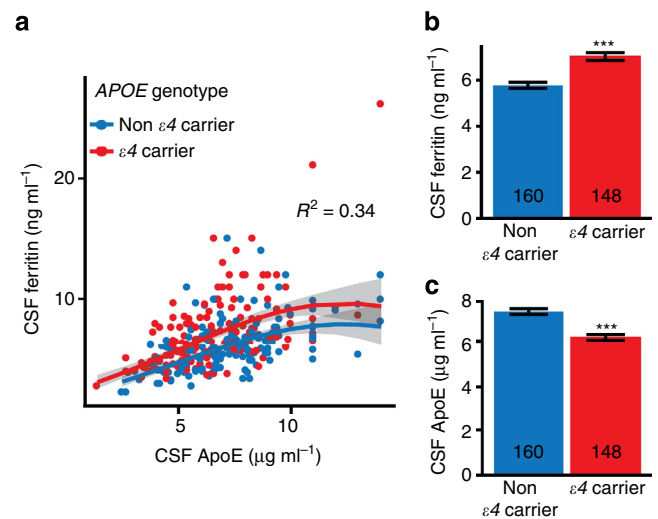 a
APOE genotype
Non ε4 carrier
ε4 carrier
R² = 0.34
20
10
5
10
CSF ferritin (ng ml⁻¹)
CSF ApoE (μg ml⁻¹)
b
CSF ferritin (ng ml⁻¹)
6
4
2
0
***
160
148
Non
ε4 carrier
ε4 carrier
c
CSF ApoE (μg ml⁻¹)
8
6
4
2
0
***
160
148
Non
ε4 carrier
ε4 carrier